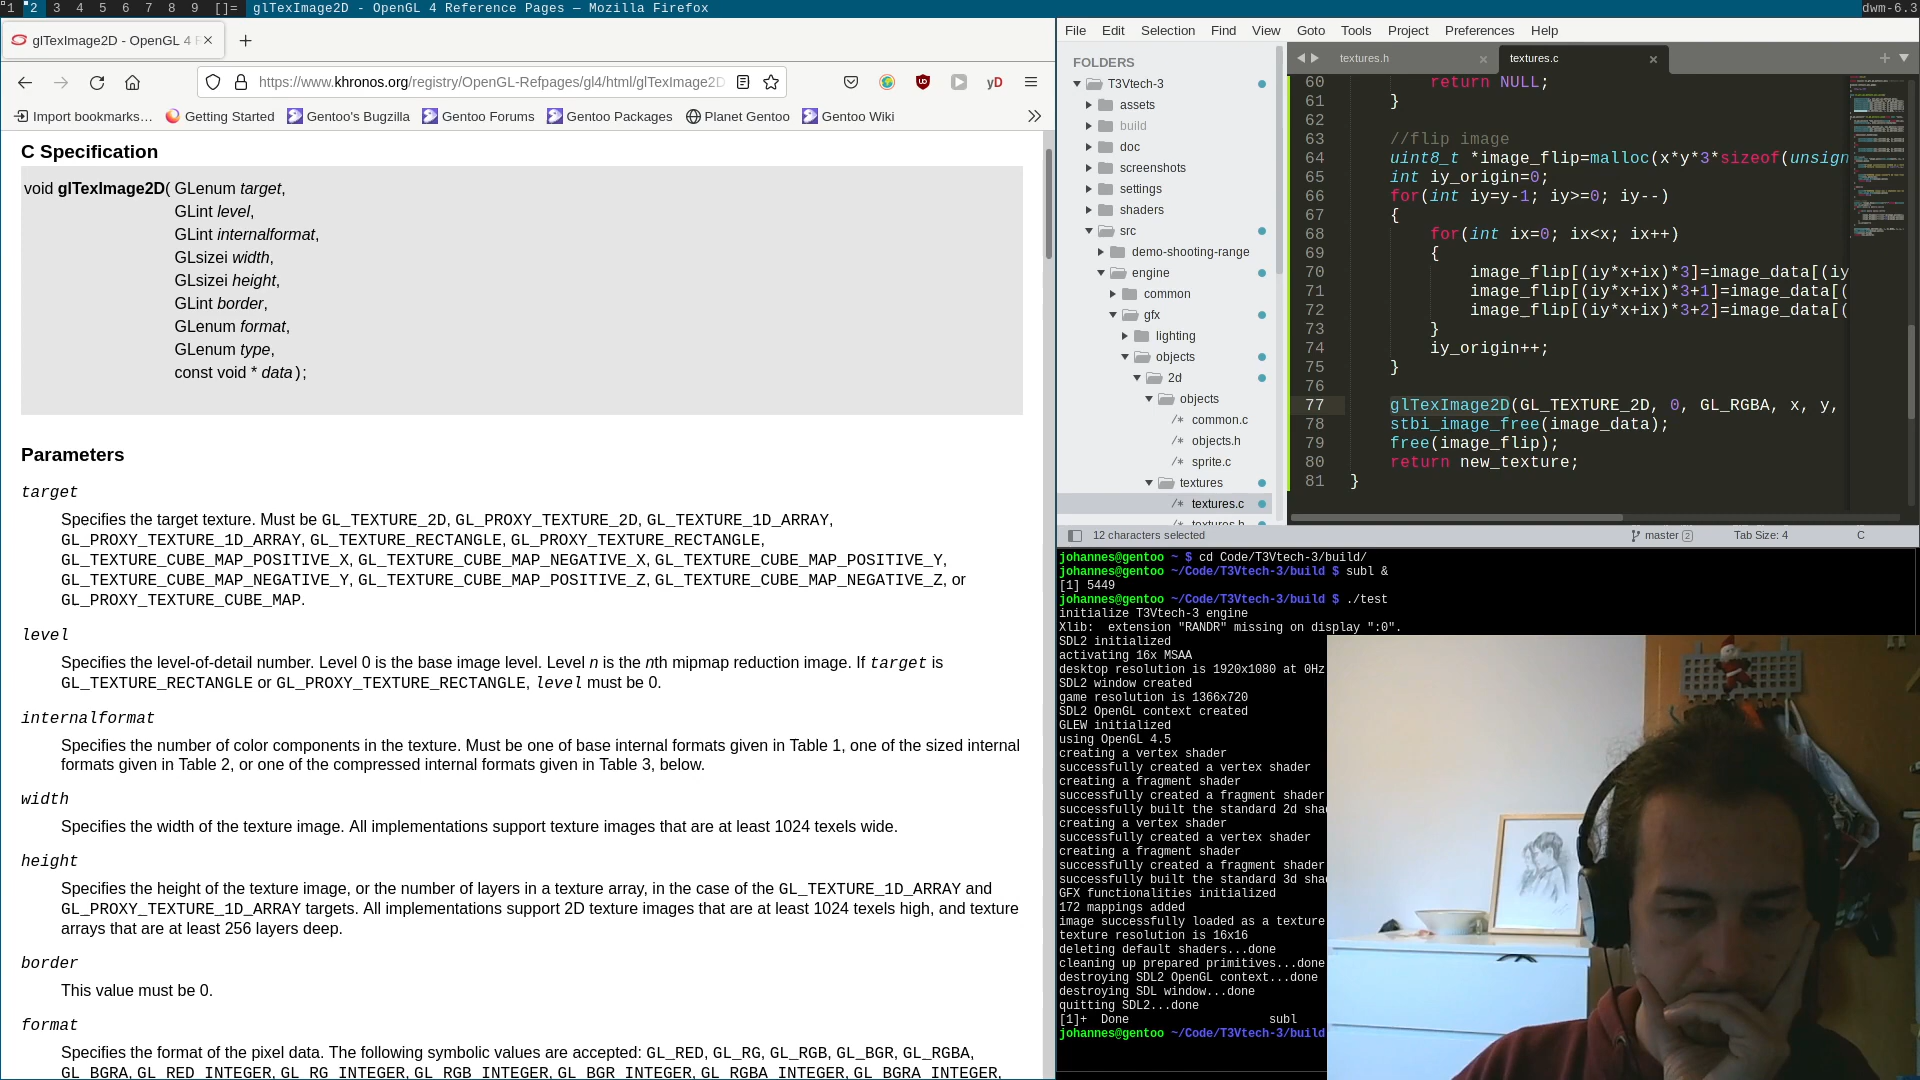 1 2 3 4 5 6 7 8 9 []= glTexImage2D - OpenGL 4 Reference Pages — Mozilla Firefox
dwm-6.3
glTexImage2D - OpenGL 4
https://www.khronos.org/registry/OpenGL-Refpages/gl4/html/glTexImage2D
yD
Import bookmarks… Getting Started Gentoo's Bugzilla Gentoo Forums Gentoo Packages Planet Gentoo Gentoo Wiki
C Specification
void glTexImage2D( GLenum target,
GLint level,
GLint internalformat,
GLsizei width,
GLsizei height,
GLint border,
GLenum format,
GLenum type,
const void * data);
Parameters
target
Specifies the target texture. Must be GL_TEXTURE_2D, GL_PROXY_TEXTURE_2D, GL_TEXTURE_1D_ARRAY,
GL_PROXY_TEXTURE_1D_ARRAY, GL_TEXTURE_RECTANGLE, GL_PROXY_TEXTURE_RECTANGLE,
GL_TEXTURE_CUBE_MAP_POSITIVE_X, GL_TEXTURE_CUBE_MAP_NEGATIVE_X, GL_TEXTURE_CUBE_MAP_POSITIVE_Y,
GL_TEXTURE_CUBE_MAP_NEGATIVE_Y, GL_TEXTURE_CUBE_MAP_POSITIVE_Z, GL_TEXTURE_CUBE_MAP_NEGATIVE_Z, or
GL_PROXY_TEXTURE_CUBE_MAP.
level
Specifies the level-of-detail number. Level 0 is the base image level. Level n is the nth mipmap reduction image. If target is
GL_TEXTURE_RECTANGLE or GL_PROXY_TEXTURE_RECTANGLE, level must be 0.
internalformat
Specifies the number of color components in the texture. Must be one of base internal formats given in Table 1, one of the sized internal
formats given in Table 2, or one of the compressed internal formats given in Table 3, below.
width
Specifies the width of the texture image. All implementations support texture images that are at least 1024 texels wide.
height
Specifies the height of the texture image, or the number of layers in a texture array, in the case of the GL_TEXTURE_1D_ARRAY and
GL_PROXY_TEXTURE_1D_ARRAY targets. All implementations support 2D texture images that are at least 1024 texels high, and texture
arrays that are at least 256 layers deep.
border
This value must be 0.
format
Specifies the format of the pixel data. The following symbolic values are accepted: GL_RED, GL_RG, GL_RGB, GL_BGR, GL_RGBA,
GL_BGRA, GL_RED_INTEGER, GL_RG_INTEGER, GL_RGB_INTEGER, GL_BGR_INTEGER, GL_RGBA_INTEGER, GL_BGRA_INTEGER,
File Edit Selection Find View Goto Tools Project Preferences Help
FOLDERS
T3Vtech-3
assets
build
doc
screenshots
settings
shaders
src
demo-shooting-range
engine
common
gfx
lighting
objects
2d
objects
/* common.c
/* objects.h
/* sprite.c
textures
/* textures.c
/* textures.h
textures.h textures.c
60 return NULL;
61 }
62
63 //flip image
64 uint8_t *image_flip=malloc(x*y*3*sizeof(unsign
65 int iy_origin=0;
66 for(int iy=y-1; iy>=0; iy--)
67 {
68 for(int ix=0; ix<x; ix++)
69 {
70 image_flip[(iy*x+ix)*3]=image_data[(iy
71 image_flip[(iy*x+ix)*3+1]=image_data[(
72 image_flip[(iy*x+ix)*3+2]=image_data[(
73 }
74 iy_origin++;
75 }
76
77 glTexImage2D(GL_TEXTURE_2D, 0, GL_RGBA, x, y,
78 stbi_image_free(image_data);
79 free(image_flip);
80 return new_texture;
81 }
12 characters selected master 2 Tab Size: 4 C
johannes@gentoo ~ $ cd Code/T3Vtech-3/build/
johannes@gentoo ~/Code/T3Vtech-3/build $ subl &
[1] 5449
johannes@gentoo ~/Code/T3Vtech-3/build $ ./test
initialize T3Vtech-3 engine
Xlib:  extension "RANDR" missing on display ":0".
SDL2 initialized
activating 16x MSAA
desktop resolution is 1920x1080 at 0Hz
SDL2 window created
game resolution is 1366x720
SDL2 OpenGL context created
GLEW initialized
using OpenGL 4.5
creating a vertex shader
successfully created a vertex shader
creating a fragment shader
successfully created a fragment shader
successfully built the standard 2d sha
creating a vertex shader
successfully created a vertex shader
creating a fragment shader
successfully created a fragment shader
successfully built the standard 3d sha
GFX functionalities initialized
172 mappings added
image successfully loaded as a texture
texture resolution is 16x16
deleting default shaders...done
cleaning up prepared primitives...done
destroying SDL2 OpenGL context...done
destroying SDL window...done
quitting SDL2...done
[1]+  Done                    subl
johannes@gentoo ~/Code/T3Vtech-3/build